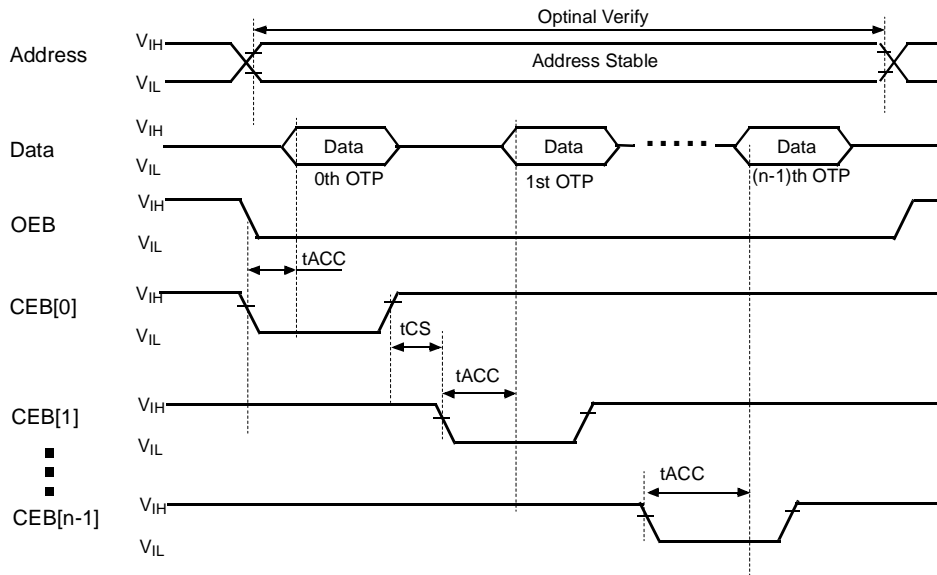 Optinal Verify
Address
VIH
VIL
Address Stable
Data
VIH
VIL
Data
Data
Data
0th OTP
1st OTP
(n-1)th OTP
OEB
VIH
VIL
tACC
CEB[0]
VIH
VIL
tCS
tACC
CEB[1]
VIH
VIL
tACC
CEB[n-1]
VIH
VIL